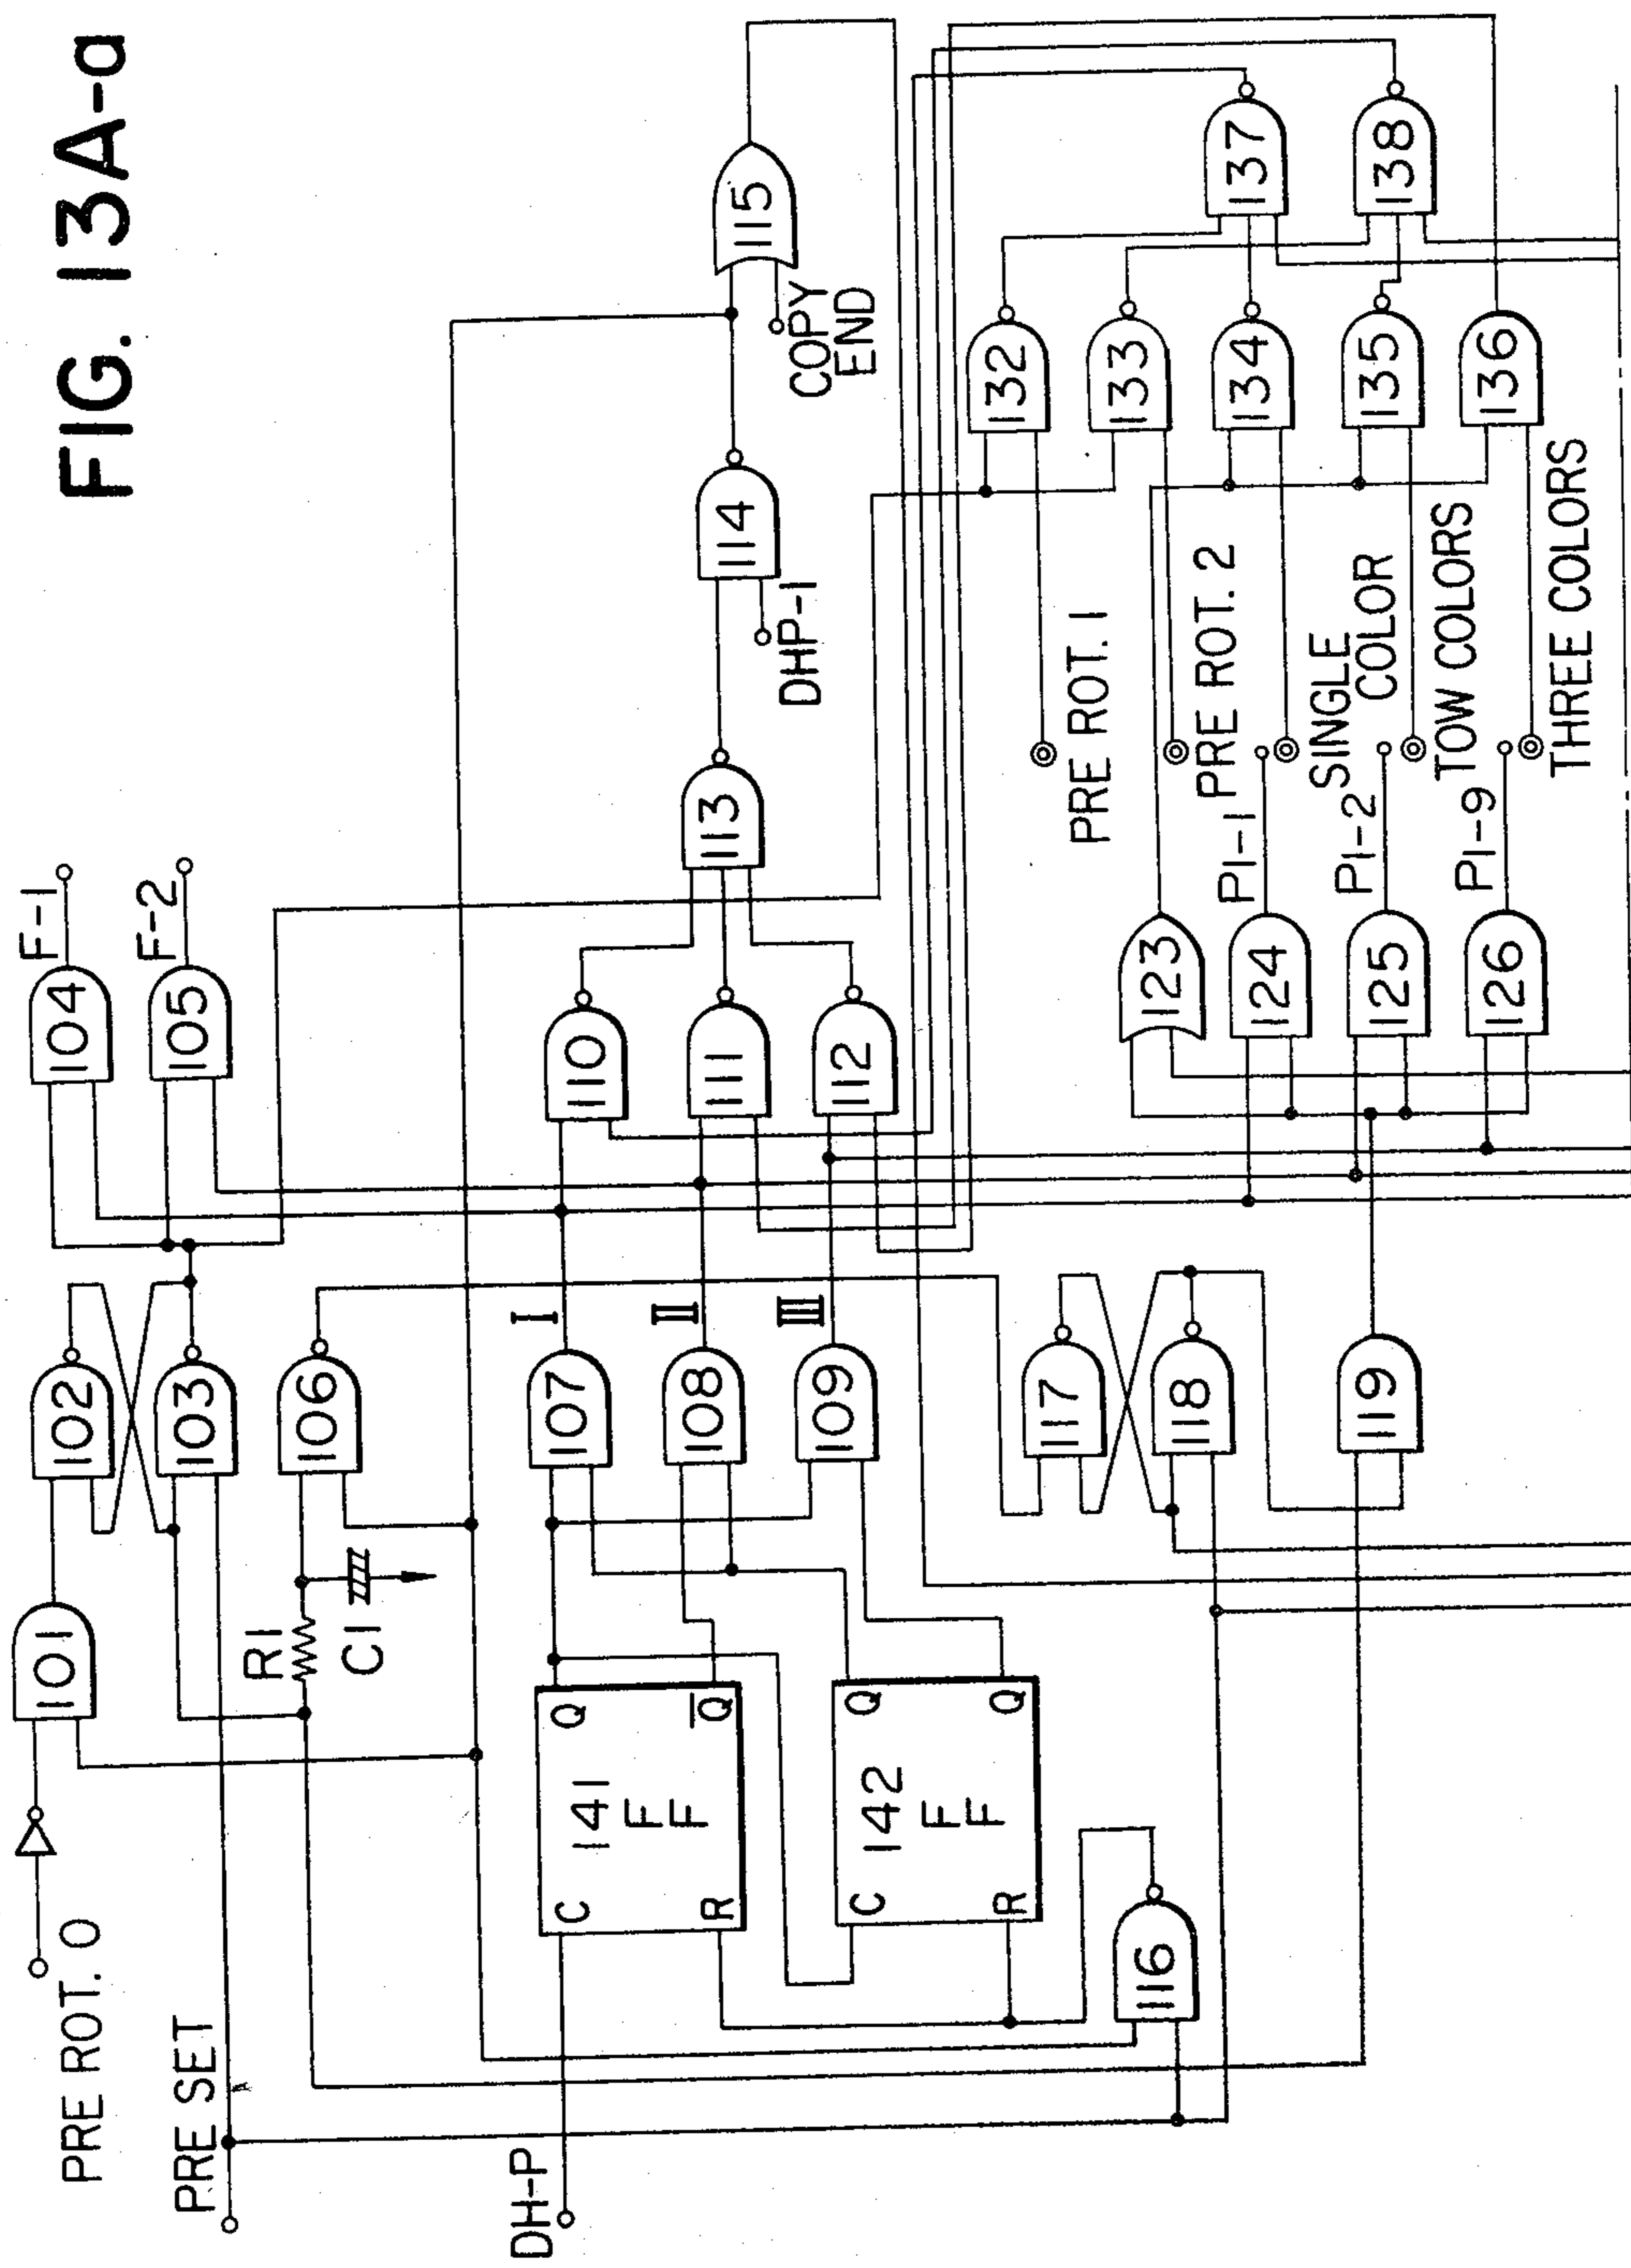 FIG. 13A-a
PRE ROT. 0
101
102
104
F-1
103
105
F-2
PRE SET
R1
C1
106
DH-P
141
FF
C
R
Q
Q̅
142
FF
C
R
Q
Q
107
I
108
II
109
III
110
111
112
113
114
DHP-1
115
COPY
END
116
117
118
119
123
124
P1-1
125
P1-2
126
P1-9
PRE ROT. 1
PRE ROT. 2
SINGLE
COLOR
TOW COLORS
THREE COLORS
132
133
134
135
136
137
138